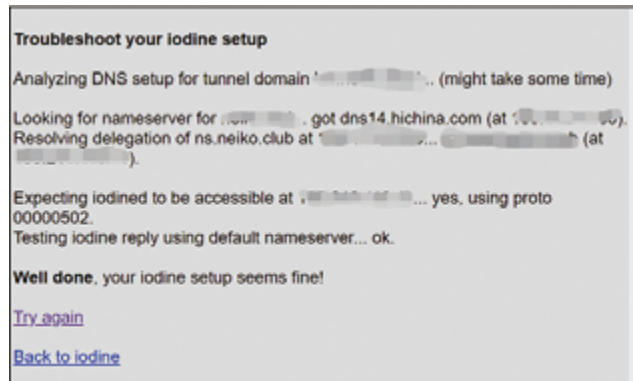 Troubleshoot your iodine setup
Analyzing DNS setup for tunnel domain '.. (might take some time)
Looking for nameserver for . got dns14.hichina.com (at ).
Resolving delegation of ns.neiko.club at ... (at
).
Expecting iodined to be accessible at ... yes, using proto
00000502.
Testing iodine reply using default nameserver... ok.
Well done, your iodine setup seems fine!
Try again
Back to iodine